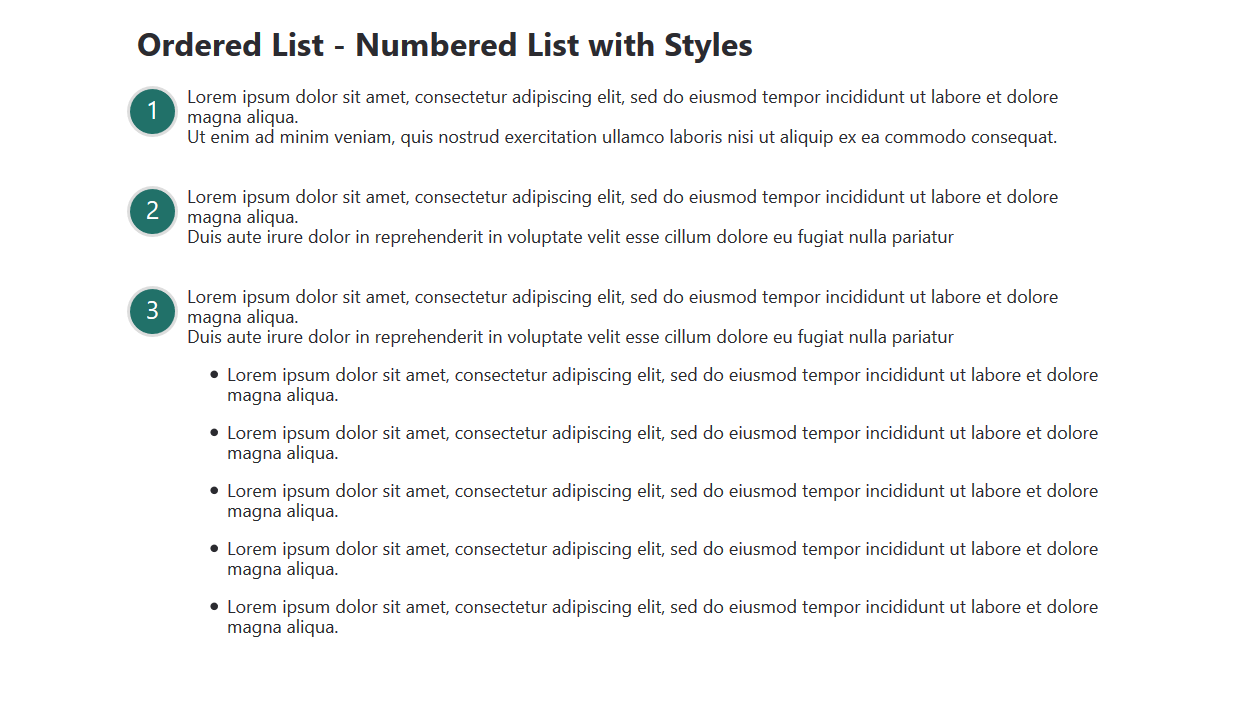 Ordered List - Numbered List with Styles
1 Lorem ipsum dolor sit amet, consectetur adipiscing elit, sed do eiusmod tempor incididunt ut labore et dolore
magna aliqua.
Ut enim ad minim veniam, quis nostrud exercitation ullamco laboris nisi ut aliquip ex ea commodo consequat.
2 Lorem ipsum dolor sit amet, consectetur adipiscing elit, sed do eiusmod tempor incididunt ut labore et dolore
magna aliqua.
Duis aute irure dolor in reprehenderit in voluptate velit esse cillum dolore eu fugiat nulla pariatur
3 Lorem ipsum dolor sit amet, consectetur adipiscing elit, sed do eiusmod tempor incididunt ut labore et dolore
magna aliqua.
Duis aute irure dolor in reprehenderit in voluptate velit esse cillum dolore eu fugiat nulla pariatur
• Lorem ipsum dolor sit amet, consectetur adipiscing elit, sed do eiusmod tempor incididunt ut labore et dolore
magna aliqua.
• Lorem ipsum dolor sit amet, consectetur adipiscing elit, sed do eiusmod tempor incididunt ut labore et dolore
magna aliqua.
• Lorem ipsum dolor sit amet, consectetur adipiscing elit, sed do eiusmod tempor incididunt ut labore et dolore
magna aliqua.
• Lorem ipsum dolor sit amet, consectetur adipiscing elit, sed do eiusmod tempor incididunt ut labore et dolore
magna aliqua.
• Lorem ipsum dolor sit amet, consectetur adipiscing elit, sed do eiusmod tempor incididunt ut labore et dolore
magna aliqua.